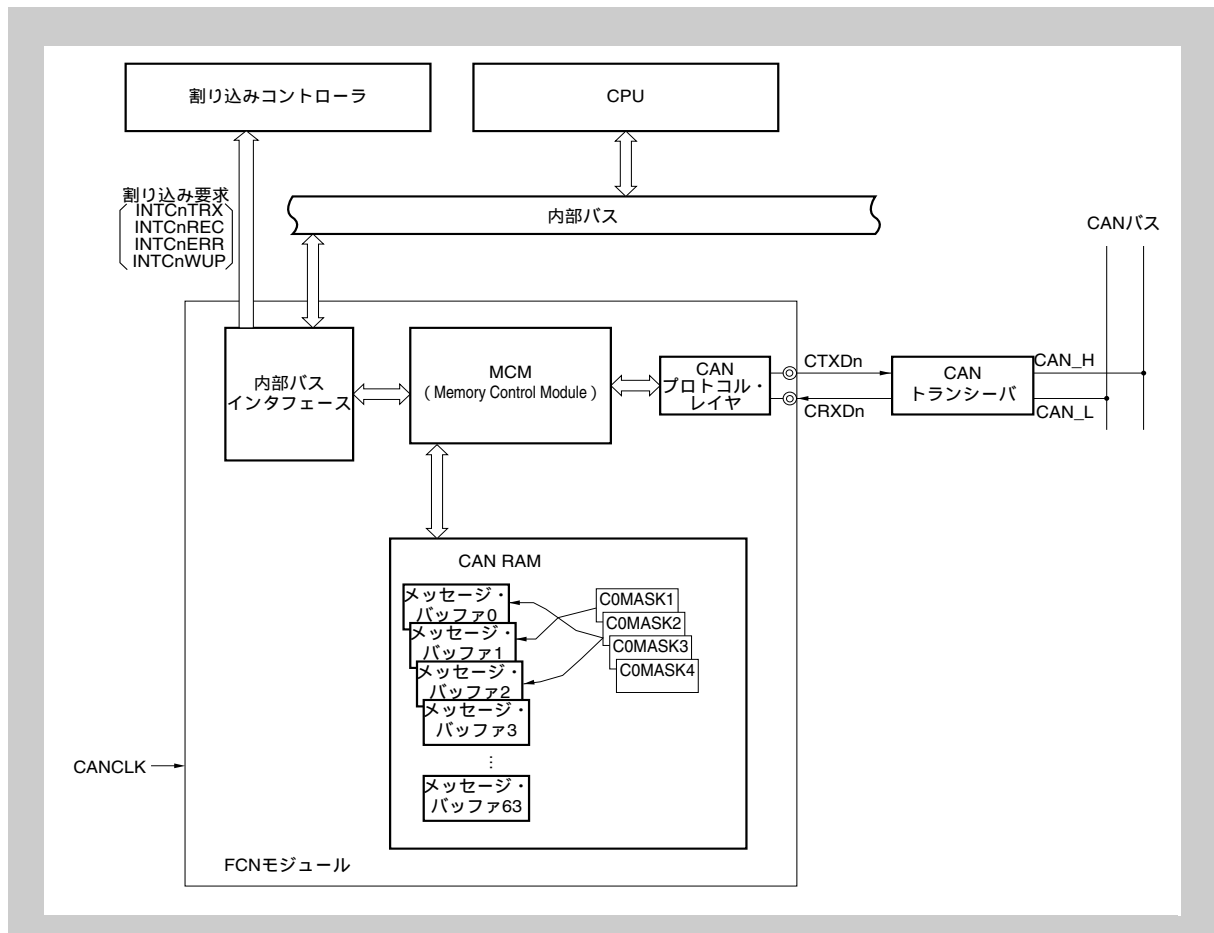 割り込みコントローラ
CPU
割り込み要求
INTCnTRX
INTCnREC
INTCnERR
INTCnWUP
内部バス
CANバス
内部バス
インタフェース
MCM
( Memory Control Module )
CAN
プロトコル・
レイヤ
CTXDn
CRXDn
CAN
トランシーバ
CAN_H
CAN_L
CAN RAM
メッセージ・
バッファ0
メッセージ・
バッファ1
メッセージ・
バッファ2
メッセージ・
バッファ3
⋮
メッセージ・
バッファ63
C0MASK1
C0MASK2
C0MASK3
C0MASK4
CANCLK
FCNモジュール